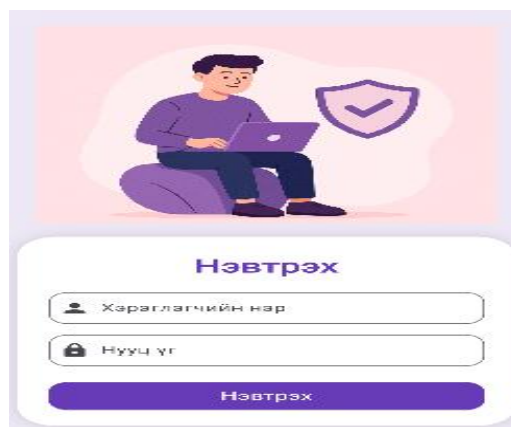 Нэвтрэх
Хэрэглэгчийн нэр
Нууц үг
Нэвтрэх